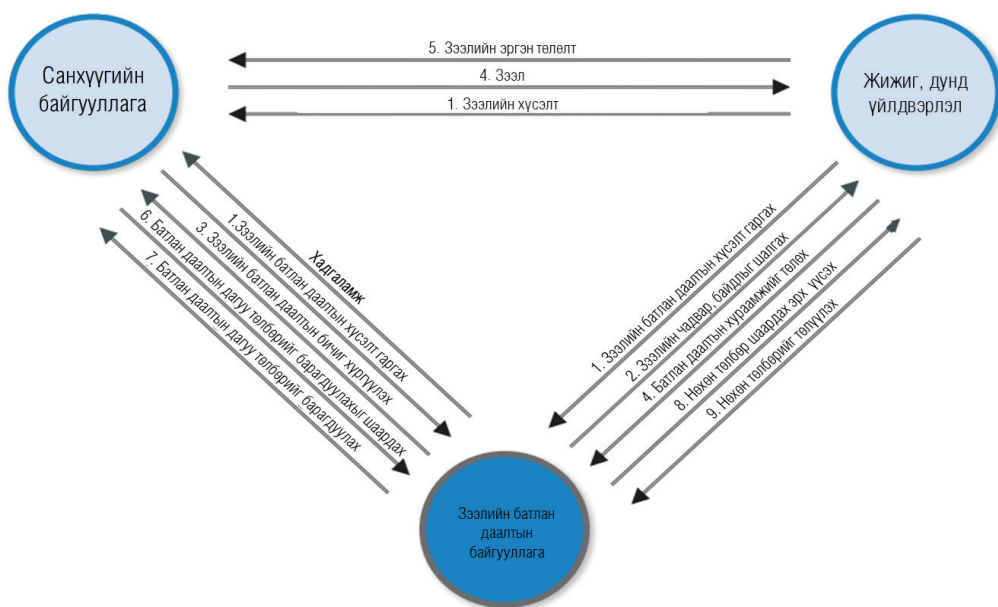 Санхүүгийн
байгууллага
5. Зээлийн эргэн төлөлт
4. Зээл
1. Зээлийн хүсэлт
Жижиг, дунд
үйлдвэрлэл
Хадгаламж
1.Зээлийн батлан даалтын хүсэлт гаргах
3. Зээлийн батлан даалтын бичиг хүргүүлэх
6. Батлан даалтын дагуу төлбөрийг барагдуулахыг шаардах
7. Батлан даалтын дагуу төлбөрийг барагдуулах
1. Зээлийн батлан даалтын хүсэлт гаргах
2. Зээлийн чадвар, байдлыг шалгах
4. Батлан даалтын хураамжийг төлөх
8. Нөхөн төлбөр шаардах эрх үүсэх
9. Нөхөн төлбөрийг төлүүлэх
Зээлийн батлан
даалтын
байгууллага